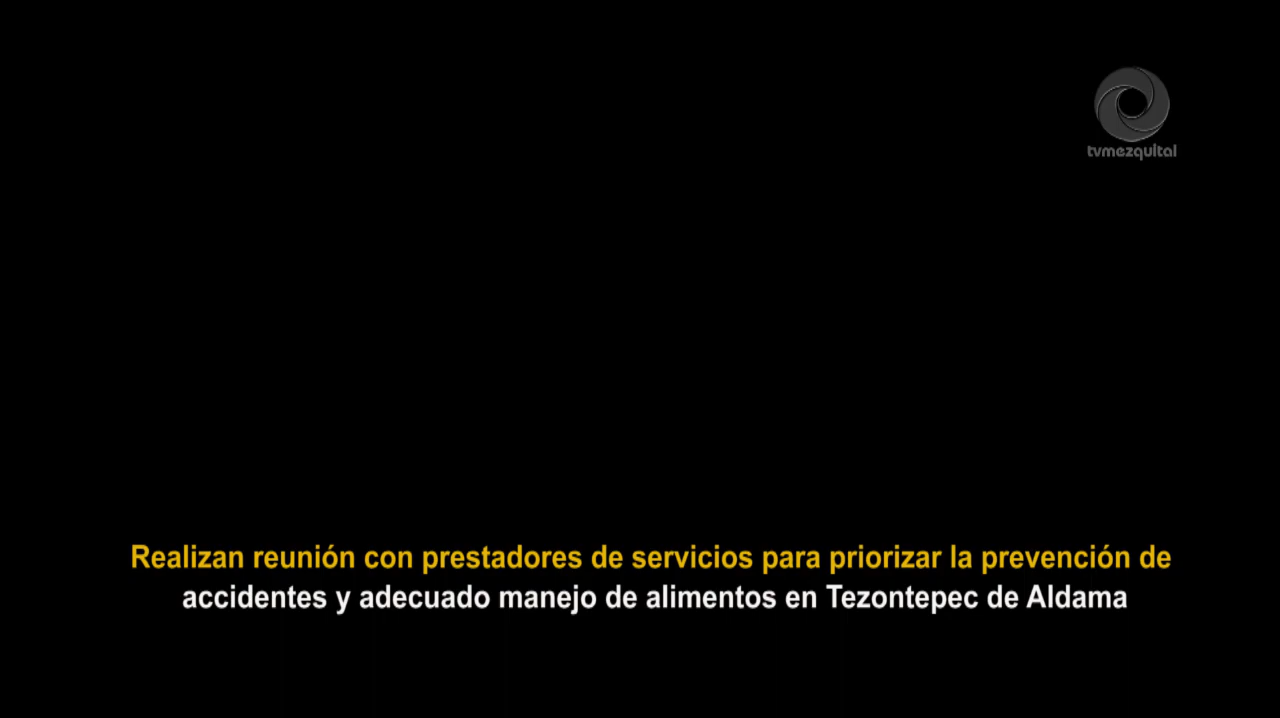 tvmezquital
Realizan reunión con prestadores de servicios para priorizar la prevención de
accidentes y adecuado manejo de alimentos en Tezontepec de Aldama